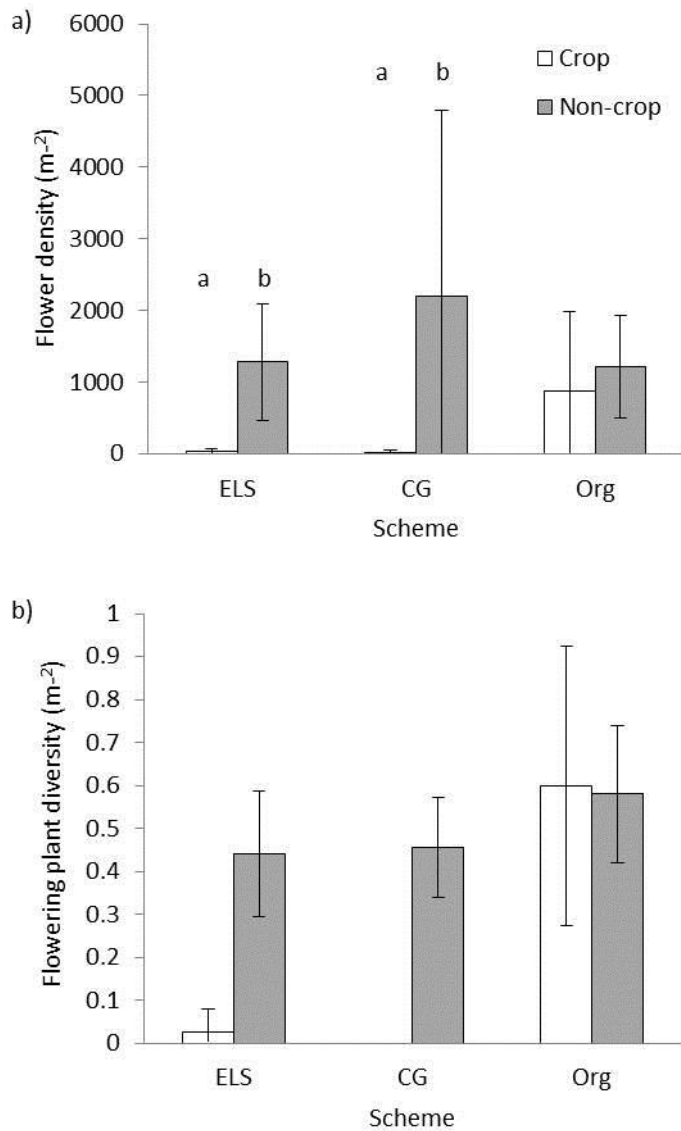 a)
6000
5000
4000
3000
2000
1000
0
Flower density (m-²)
a b
a b
Crop
Non-crop
ELS CG Org
Scheme
b)
1
0.9
0.8
0.7
0.6
0.5
0.4
0.3
0.2
0.1
0
Flowering plant diversity (m-²)
ELS CG Org
Scheme